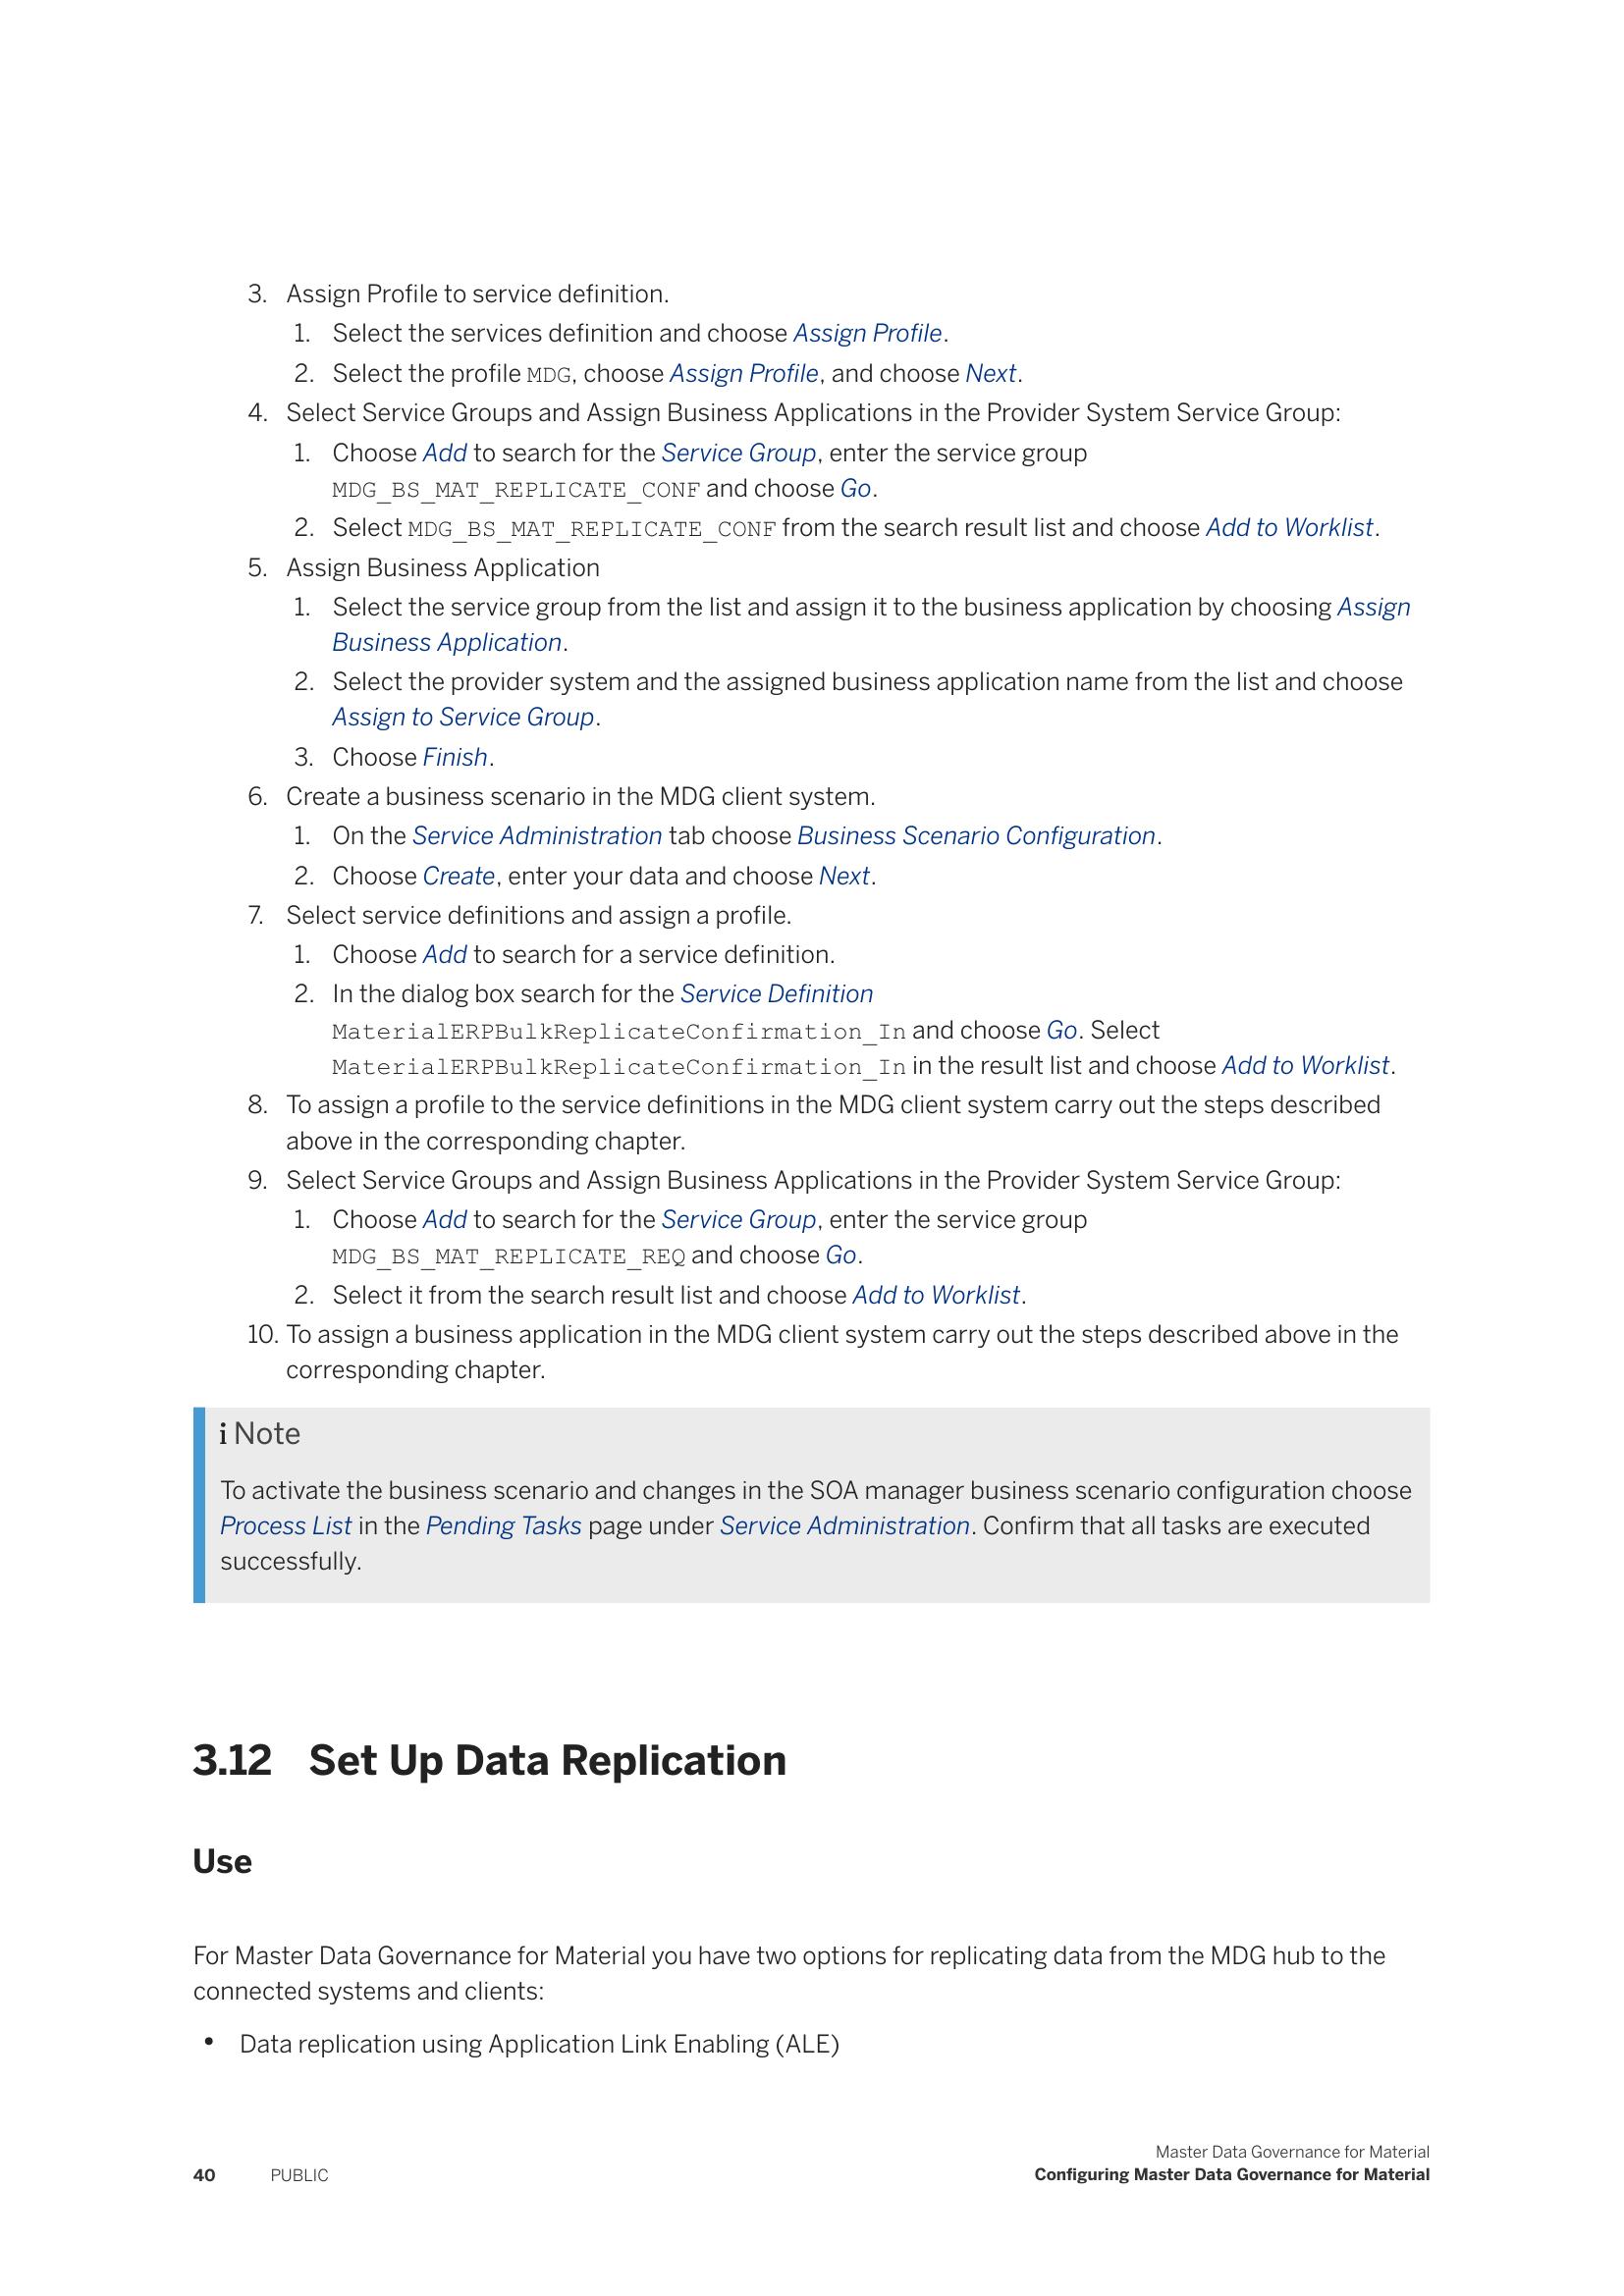 3. Assign Profile to service definition.
1. Select the services definition and choose Assign Profile.
2. Select the profile MDG, choose Assign Profile, and choose Next.
4. Select Service Groups and Assign Business Applications in the Provider System Service Group:
1. Choose Add to search for the Service Group, enter the service group
MDG_BS_MAT_REPLICATE_CONF and choose Go.
2. Select MDG_BS_MAT_REPLICATE_CONF from the search result list and choose Add to Worklist.
5. Assign Business Application
1. Select the service group from the list and assign it to the business application by choosing Assign
Business Application.
2. Select the provider system and the assigned business application name from the list and choose
Assign to Service Group.
3. Choose Finish.
6. Create a business scenario in the MDG client system.
1. On the Service Administration tab choose Business Scenario Configuration.
2. Choose Create, enter your data and choose Next.
7. Select service definitions and assign a profile.
1. Choose Add to search for a service definition.
2. In the dialog box search for the Service Definition
MaterialERPBulkReplicateConfirmation_In and choose Go. Select
MaterialERPBulkReplicateConfirmation_In in the result list and choose Add to Worklist.
8. To assign a profile to the service definitions in the MDG client system carry out the steps described
above in the corresponding chapter.
9. Select Service Groups and Assign Business Applications in the Provider System Service Group:
1. Choose Add to search for the Service Group, enter the service group
MDG_BS_MAT_REPLICATE_REQ and choose Go.
2. Select it from the search result list and choose Add to Worklist.
10. To assign a business application in the MDG client system carry out the steps described above in the
corresponding chapter.
i Note
To activate the business scenario and changes in the SOA manager business scenario configuration choose
Process List in the Pending Tasks page under Service Administration. Confirm that all tasks are executed
successfully.
3.12 Set Up Data Replication
Use
For Master Data Governance for Material you have two options for replicating data from the MDG hub to the
connected systems and clients:
• Data replication using Application Link Enabling (ALE)
Master Data Governance for Material
40 PUBLIC Configuring Master Data Governance for Material